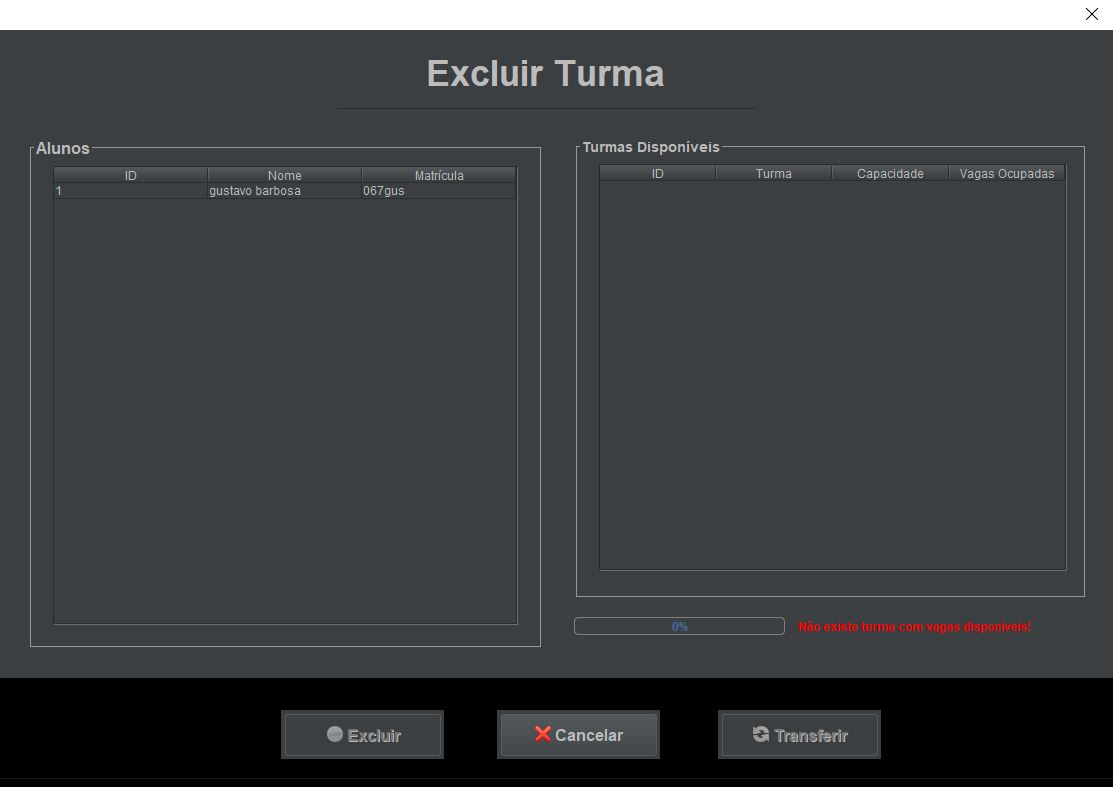 Excluir Turma
Alunos
ID Nome Matrícula
1 gustavo barbosa 067gus
Turmas Disponíveis
ID Turma Capacidade Vagas Ocupadas
0% Não existe turma com vagas disponiveis!
Excluir Cancelar Transferir